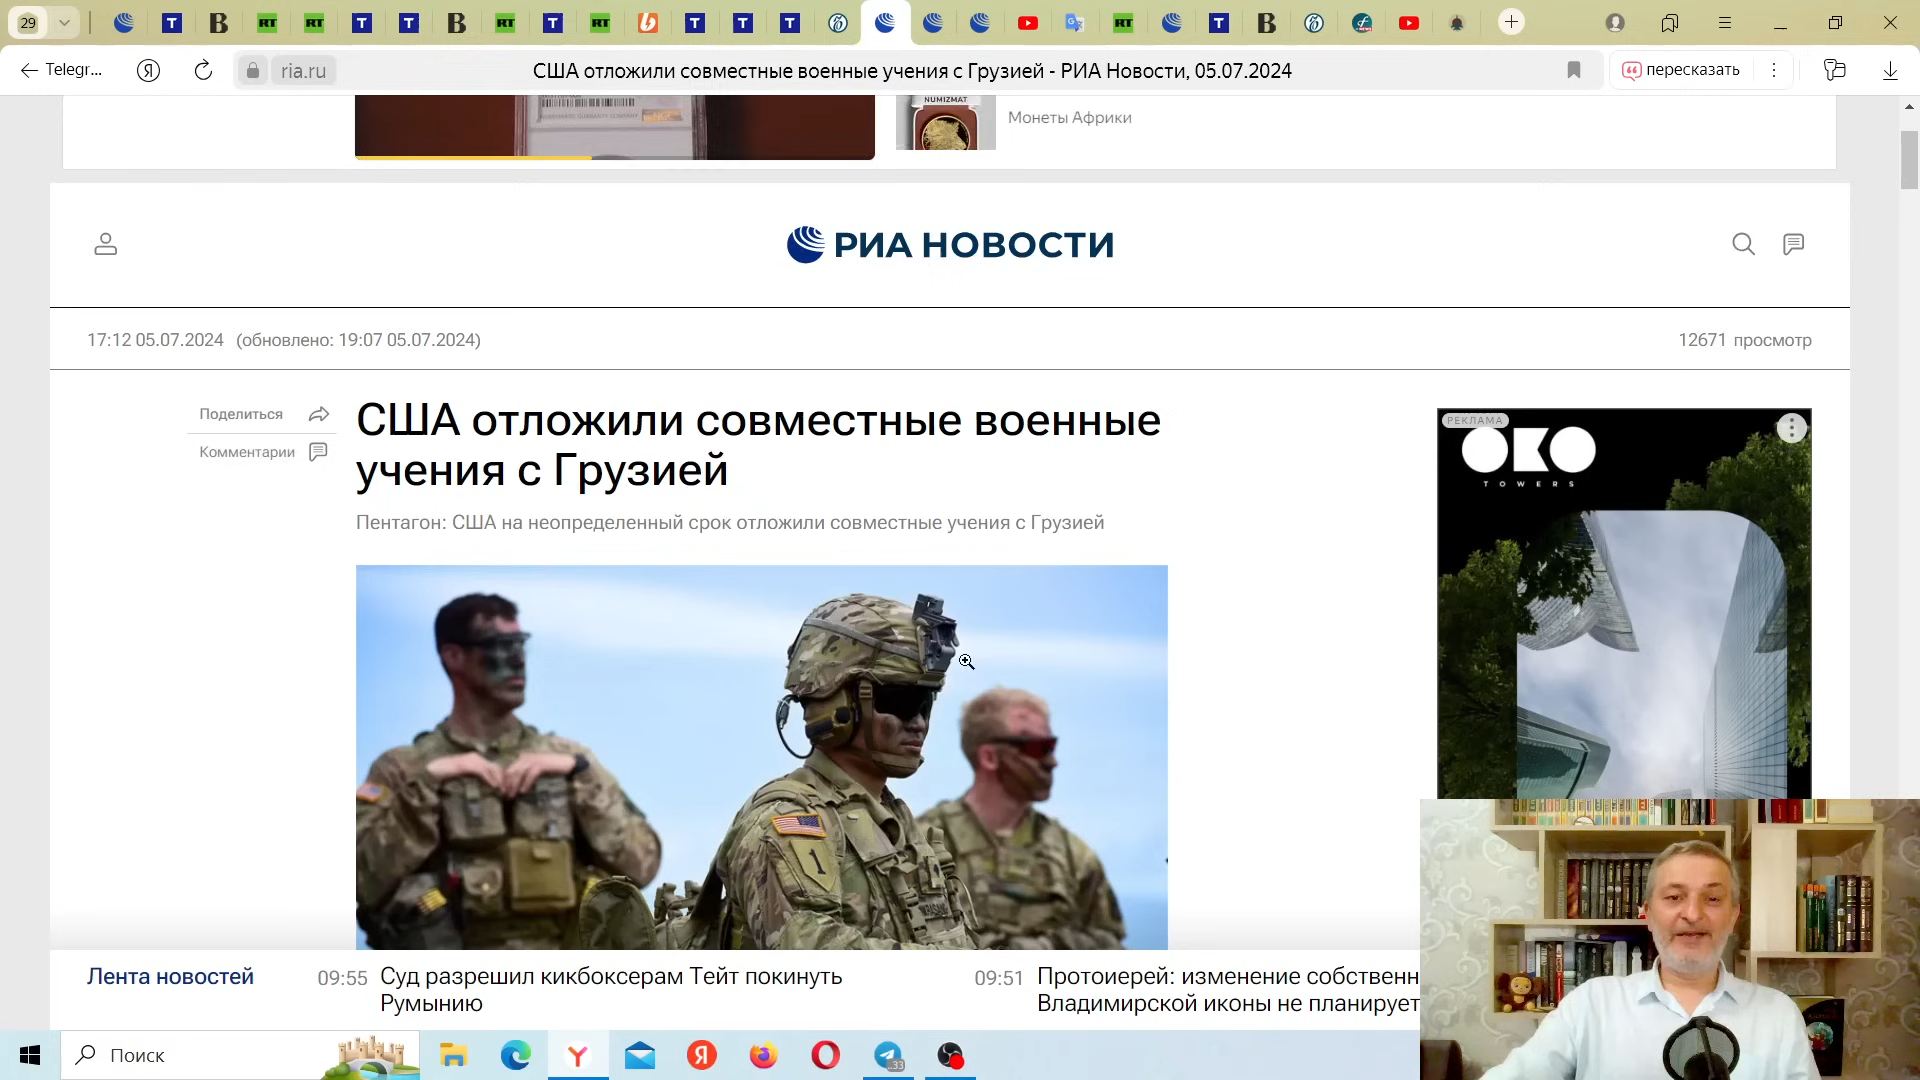 29
Telegr...
ria.ru
США отложили совместные военные учения с Грузией - РИА Новости, 05.07.2024
пересказать
NUMIZMAT
Монеты Африки
РИА НОВОСТИ
17:12 05.07.2024 (обновлено: 19:07 05.07.2024)
12671 просмотр
Поделиться
Комментарии
США отложили совместные военные
учения с Грузией
Пентагон: США на неопределенный срок отложили совместные учения с Грузией
РЕКЛАМА
OKO
TOWERS
Лента новостей
09:55 Суд разрешил кикбоксерам Тейт покинуть
Румынию
09:51 Протоиерей: изменение собственн
Владимирской иконы не планирует
Поиск
33